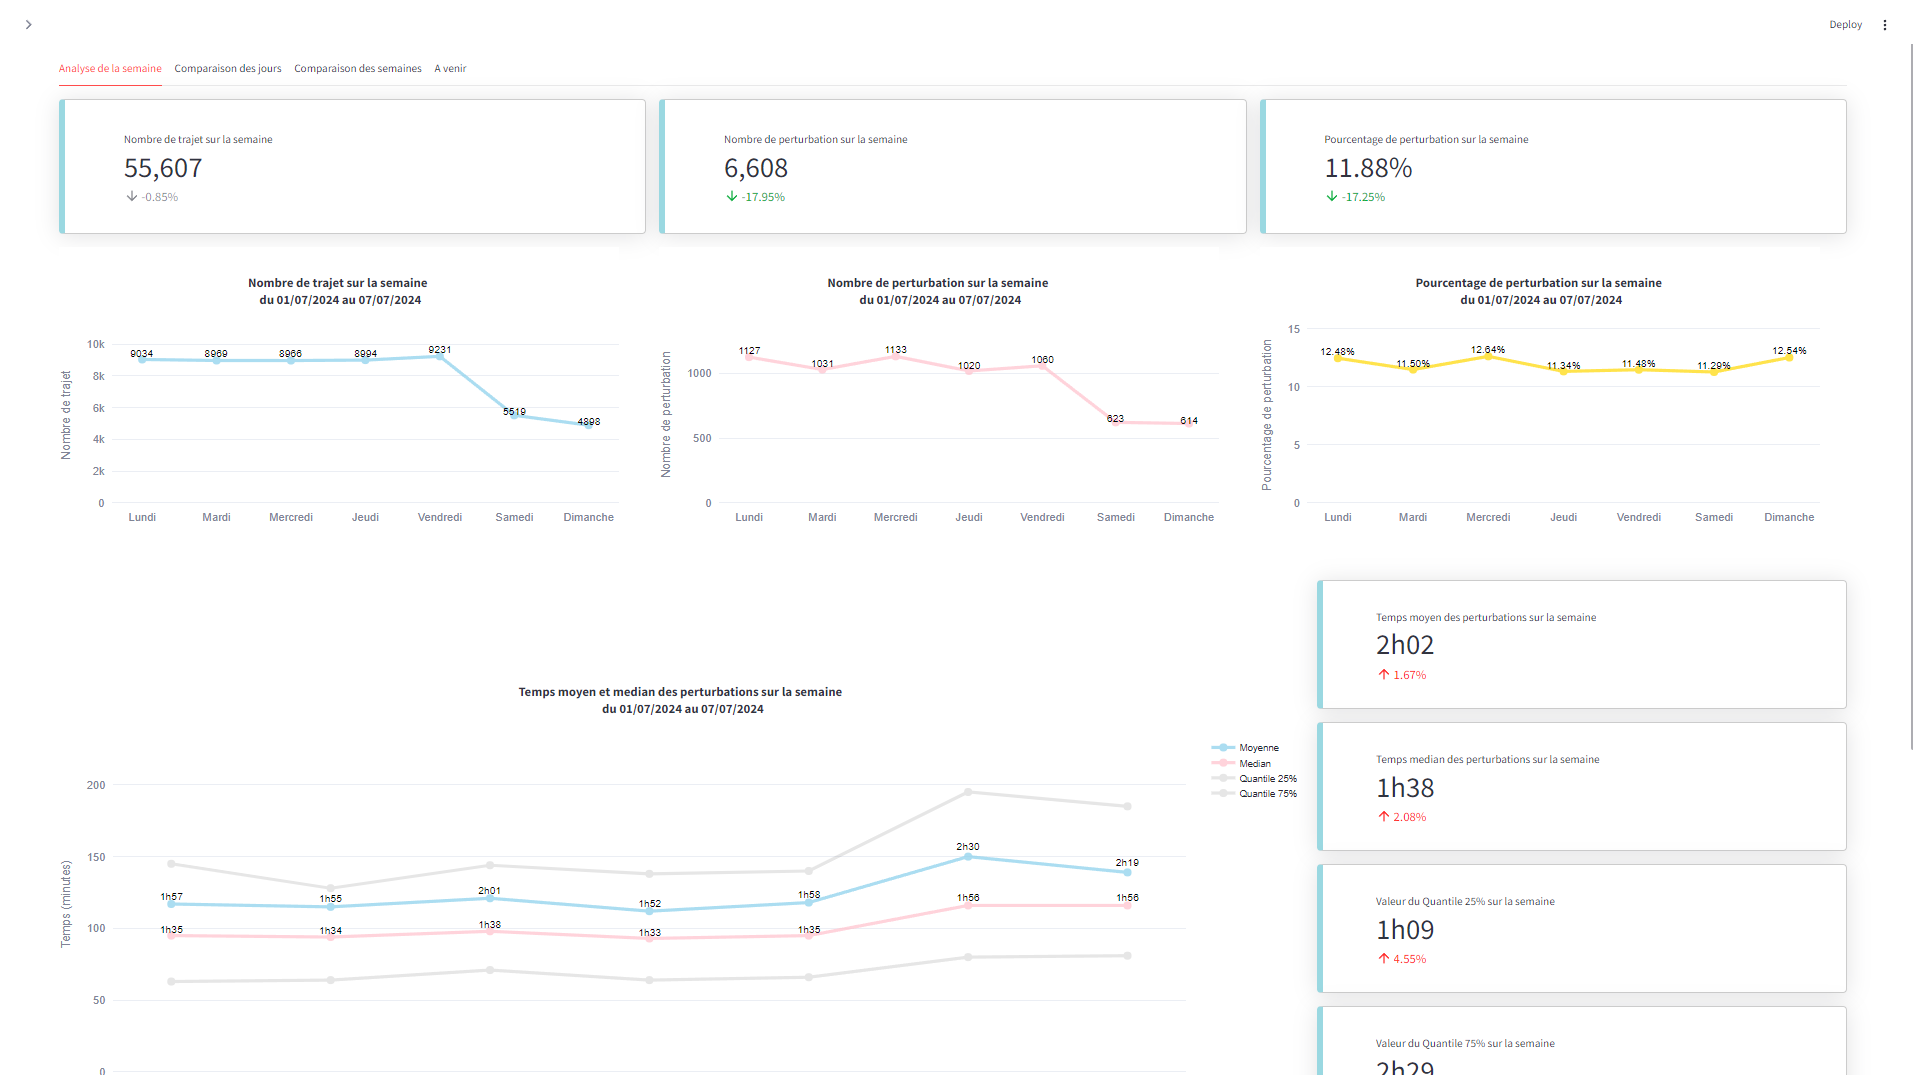 Deploy
Analyse de la semaine
Comparaison des jours
Comparaison des semaines
A venir
Nombre de trajet sur la semaine
55,607
-0.85%
Nombre de perturbation sur la semaine
6,608
-17.95%
Pourcentage de perturbation sur la semaine
11.88%
-17.25%
Nombre de trajet sur la semaine
du 01/07/2024 au 07/07/2024
Nombre de trajet
10k
8k
6k
4k
2k
0
9034
8969
8966
8994
9231
5519
4898
Lundi
Mardi
Mercredi
Jeudi
Vendredi
Samedi
Dimanche
Nombre de perturbation sur la semaine
du 01/07/2024 au 07/07/2024
Nombre de perturbation
1000
500
0
1127
1031
1133
1020
1060
623
614
Lundi
Mardi
Mercredi
Jeudi
Vendredi
Samedi
Dimanche
Pourcentage de perturbation sur la semaine
du 01/07/2024 au 07/07/2024
Pourcentage de perturbation
15
10
5
0
12.48%
11.50%
12.64%
11.34%
11.48%
11.29%
12.54%
Lundi
Mardi
Mercredi
Jeudi
Vendredi
Samedi
Dimanche
Temps moyen et median des perturbations sur la semaine
du 01/07/2024 au 07/07/2024
Temps (minutes)
200
150
100
50
0
1h57
1h55
2h01
1h52
1h58
2h30
2h19
1h35
1h34
1h38
1h33
1h35
1h56
1h56
Moyenne
Median
Quantile 25%
Quantile 75%
Temps moyen des perturbations sur la semaine
2h02
1.67%
Temps median des perturbations sur la semaine
1h38
2.08%
Valeur du Quantile 25% sur la semaine
1h09
4.55%
Valeur du Quantile 75% sur la semaine
2h29